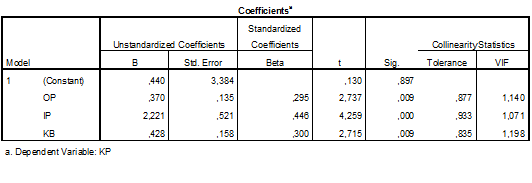 Coefficientsᵃ
Model Unstandardized Coefficients Standardized Coefficients t Sig. Collinearity Statistics
B Std. Error Beta Tolerance VIF
1 (Constant) ,440 3,384 ,130 ,897
OP ,370 ,135 ,295 2,737 ,009 ,877 1,140
IP 2,221 ,521 ,446 4,259 ,000 ,933 1,071
KB ,428 ,158 ,300 2,715 ,009 ,835 1,198
a. Dependent Variable: KP